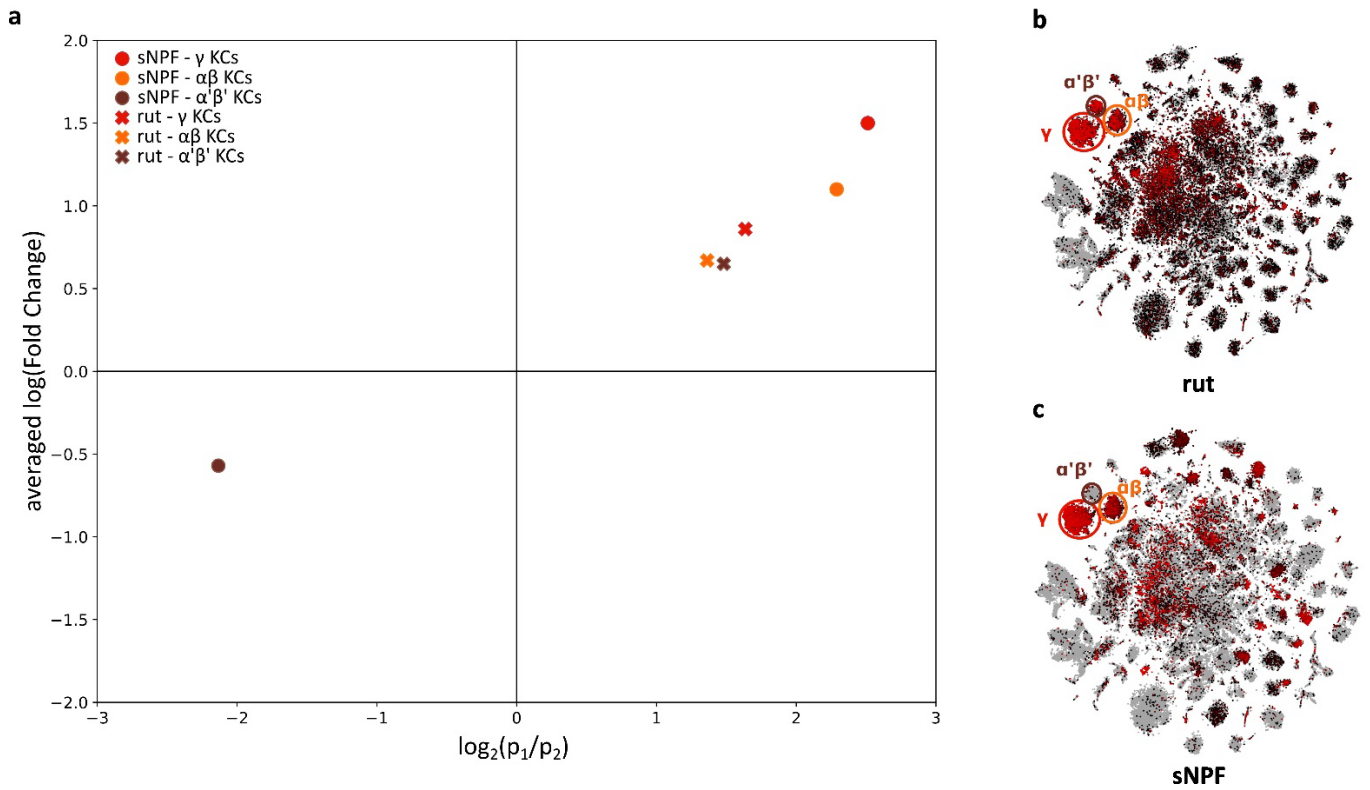 a
2.0
1.5
1.0
0.5
0.0
−0.5
−1.0
−1.5
−2.0
averaged log(Fold Change)
sNPF - γ KCs
sNPF - αβ KCs
sNPF - α'β' KCs
rut - γ KCs
rut - αβ KCs
rut - α'β' KCs
−3 −2 −1 0 1 2 3
log₂(p₁/p₂)
b
α'β'
αβ
γ
rut
c
α'β'
αβ
γ
sNPF